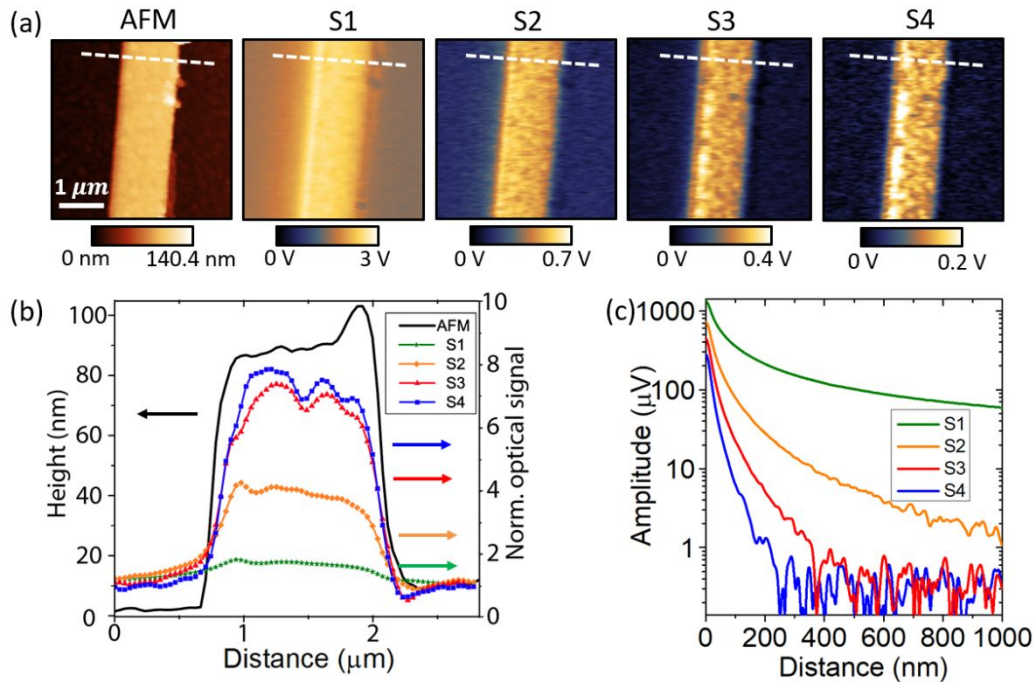 (a)
AFM S1 S2 S3 S4
1 μm
0 nm 140.4 nm 0 V 3 V 0 V 0.7 V 0 V 0.4 V 0 V 0.2 V
(b)
Height (nm)
100
80
60
40
20
0
0 1 2
Distance (μm)
10
8
6
4
2
0
Norm. optical signal
AFM
S1
S2
S3
S4
(c)
Amplitude (μV)
1000
100
10
1
0 200 400 600 800 1000
Distance (nm)
S1
S2
S3
S4